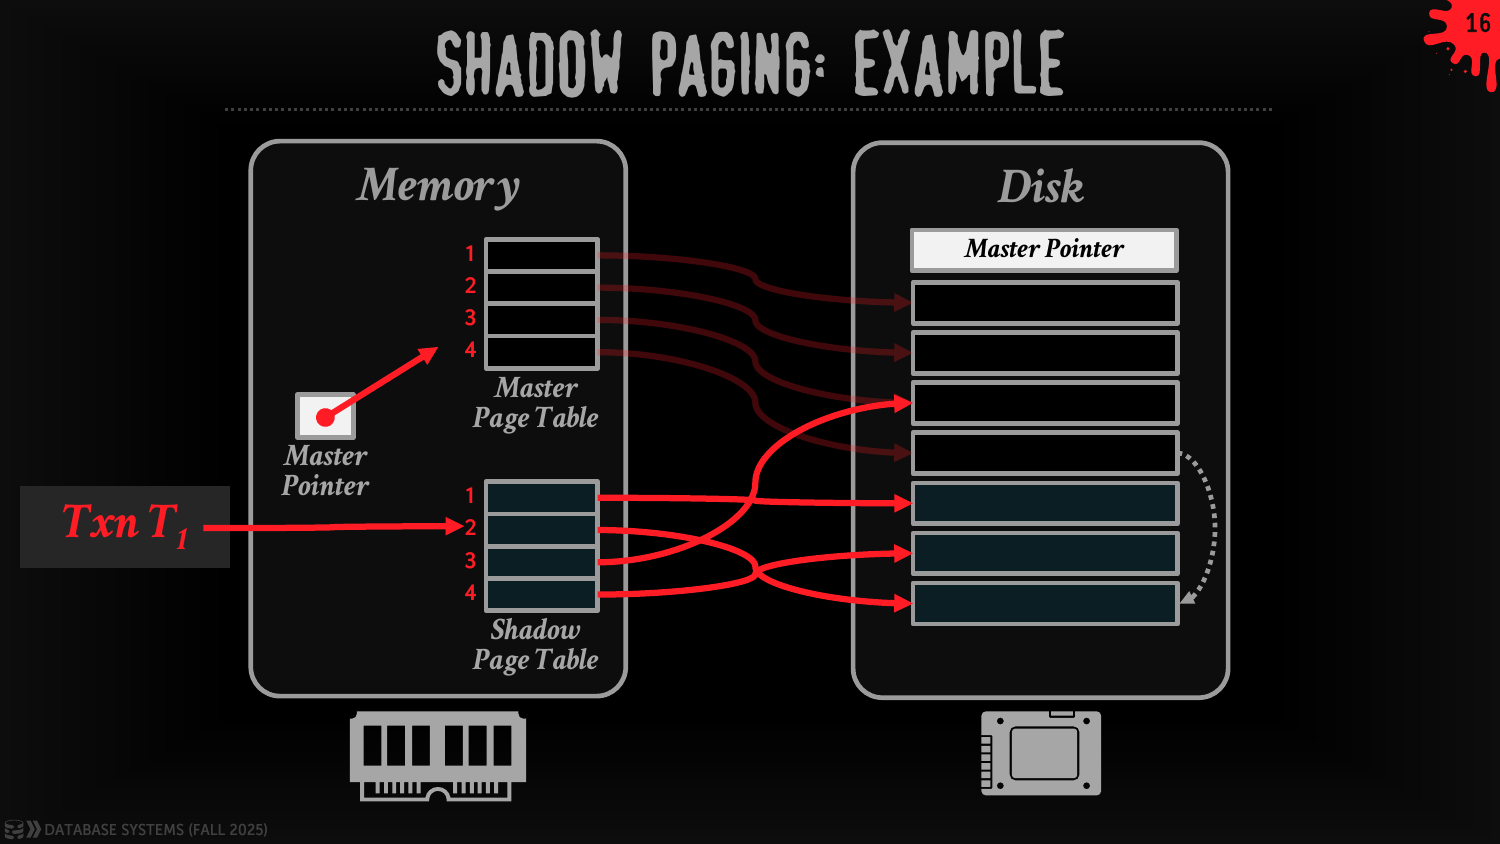 16
SHADOW PAGING: EXAMPLE
Memory
1
2
3
4
Master
Page Table
Master
Pointer
Txn T1
1
2
3
4
Shadow
Page Table
Disk
Master Pointer
DATABASE SYSTEMS (FALL 2025)